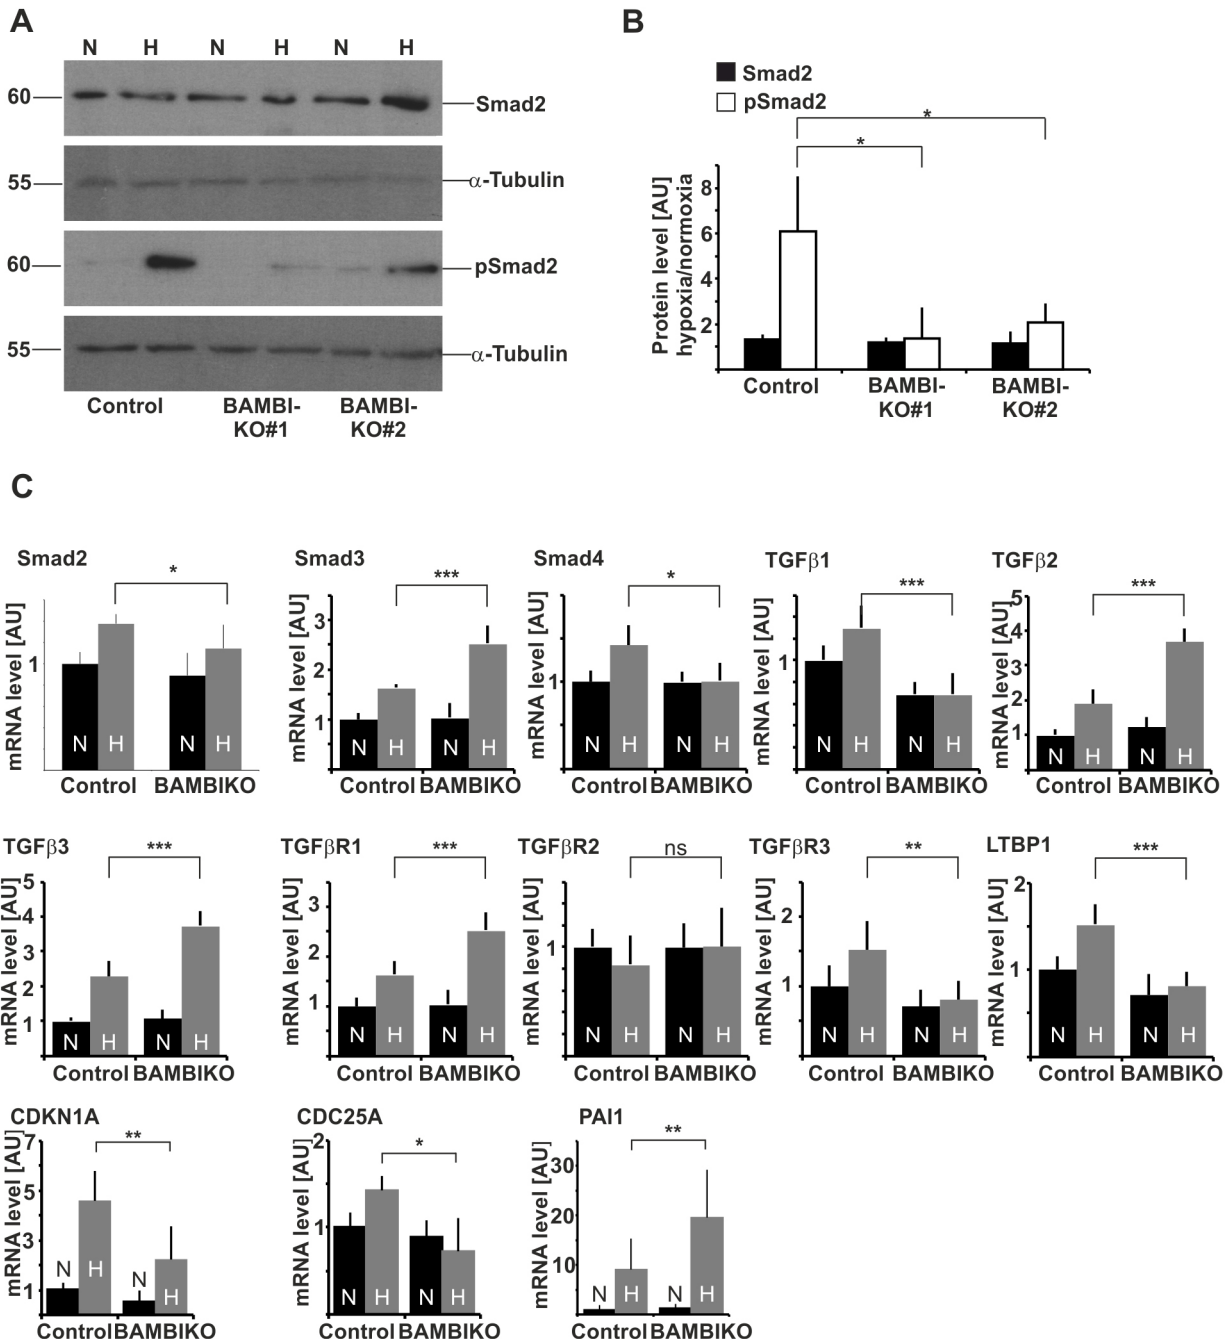 A
N H N H N H
60 Smad2
55 α-Tubulin
60 pSmad2
55 α-Tubulin
Control BAMBI-KO#1 BAMBI-KO#2
B
Smad2
pSmad2
*
*
Protein level [AU]
hypoxia/normoxia
8
6
4
2
Control BAMBI-KO#1 BAMBI-KO#2
C
Smad2
*
mRNA level [AU]
1
N H N H
Control BAMBIKO
Smad3
***
mRNA level [AU]
3
2
1
N H N H
Control BAMBIKO
Smad4
*
mRNA level [AU]
1
N H N H
Control BAMBIKO
TGFβ1
***
mRNA level [AU]
1
N H N H
Control BAMBIKO
TGFβ2
***
mRNA level [AU]
5
4
3
2
1
N H N H
Control BAMBIKO
TGFβ3
***
mRNA level [AU]
5
4
3
2
1
N H N H
Control BAMBIKO
TGFβR1
***
mRNA level [AU]
3
2
1
N H N H
Control BAMBIKO
TGFβR2
ns
mRNA level [AU]
1
N H N H
Control BAMBIKO
TGFβR3
**
mRNA level [AU]
2
1
N H N H
Control BAMBIKO
LTBP1
***
mRNA level [AU]
2
1
N H N H
Control BAMBIKO
CDKN1A
**
mRNA level [AU]
7
5
3
1
N H N H
Control BAMBIKO
CDC25A
*
mRNA level [AU]
2
1
N H N H
Control BAMBIKO
PAI1
**
mRNA level [AU]
30
20
10
N H N H
Control BAMBIKO